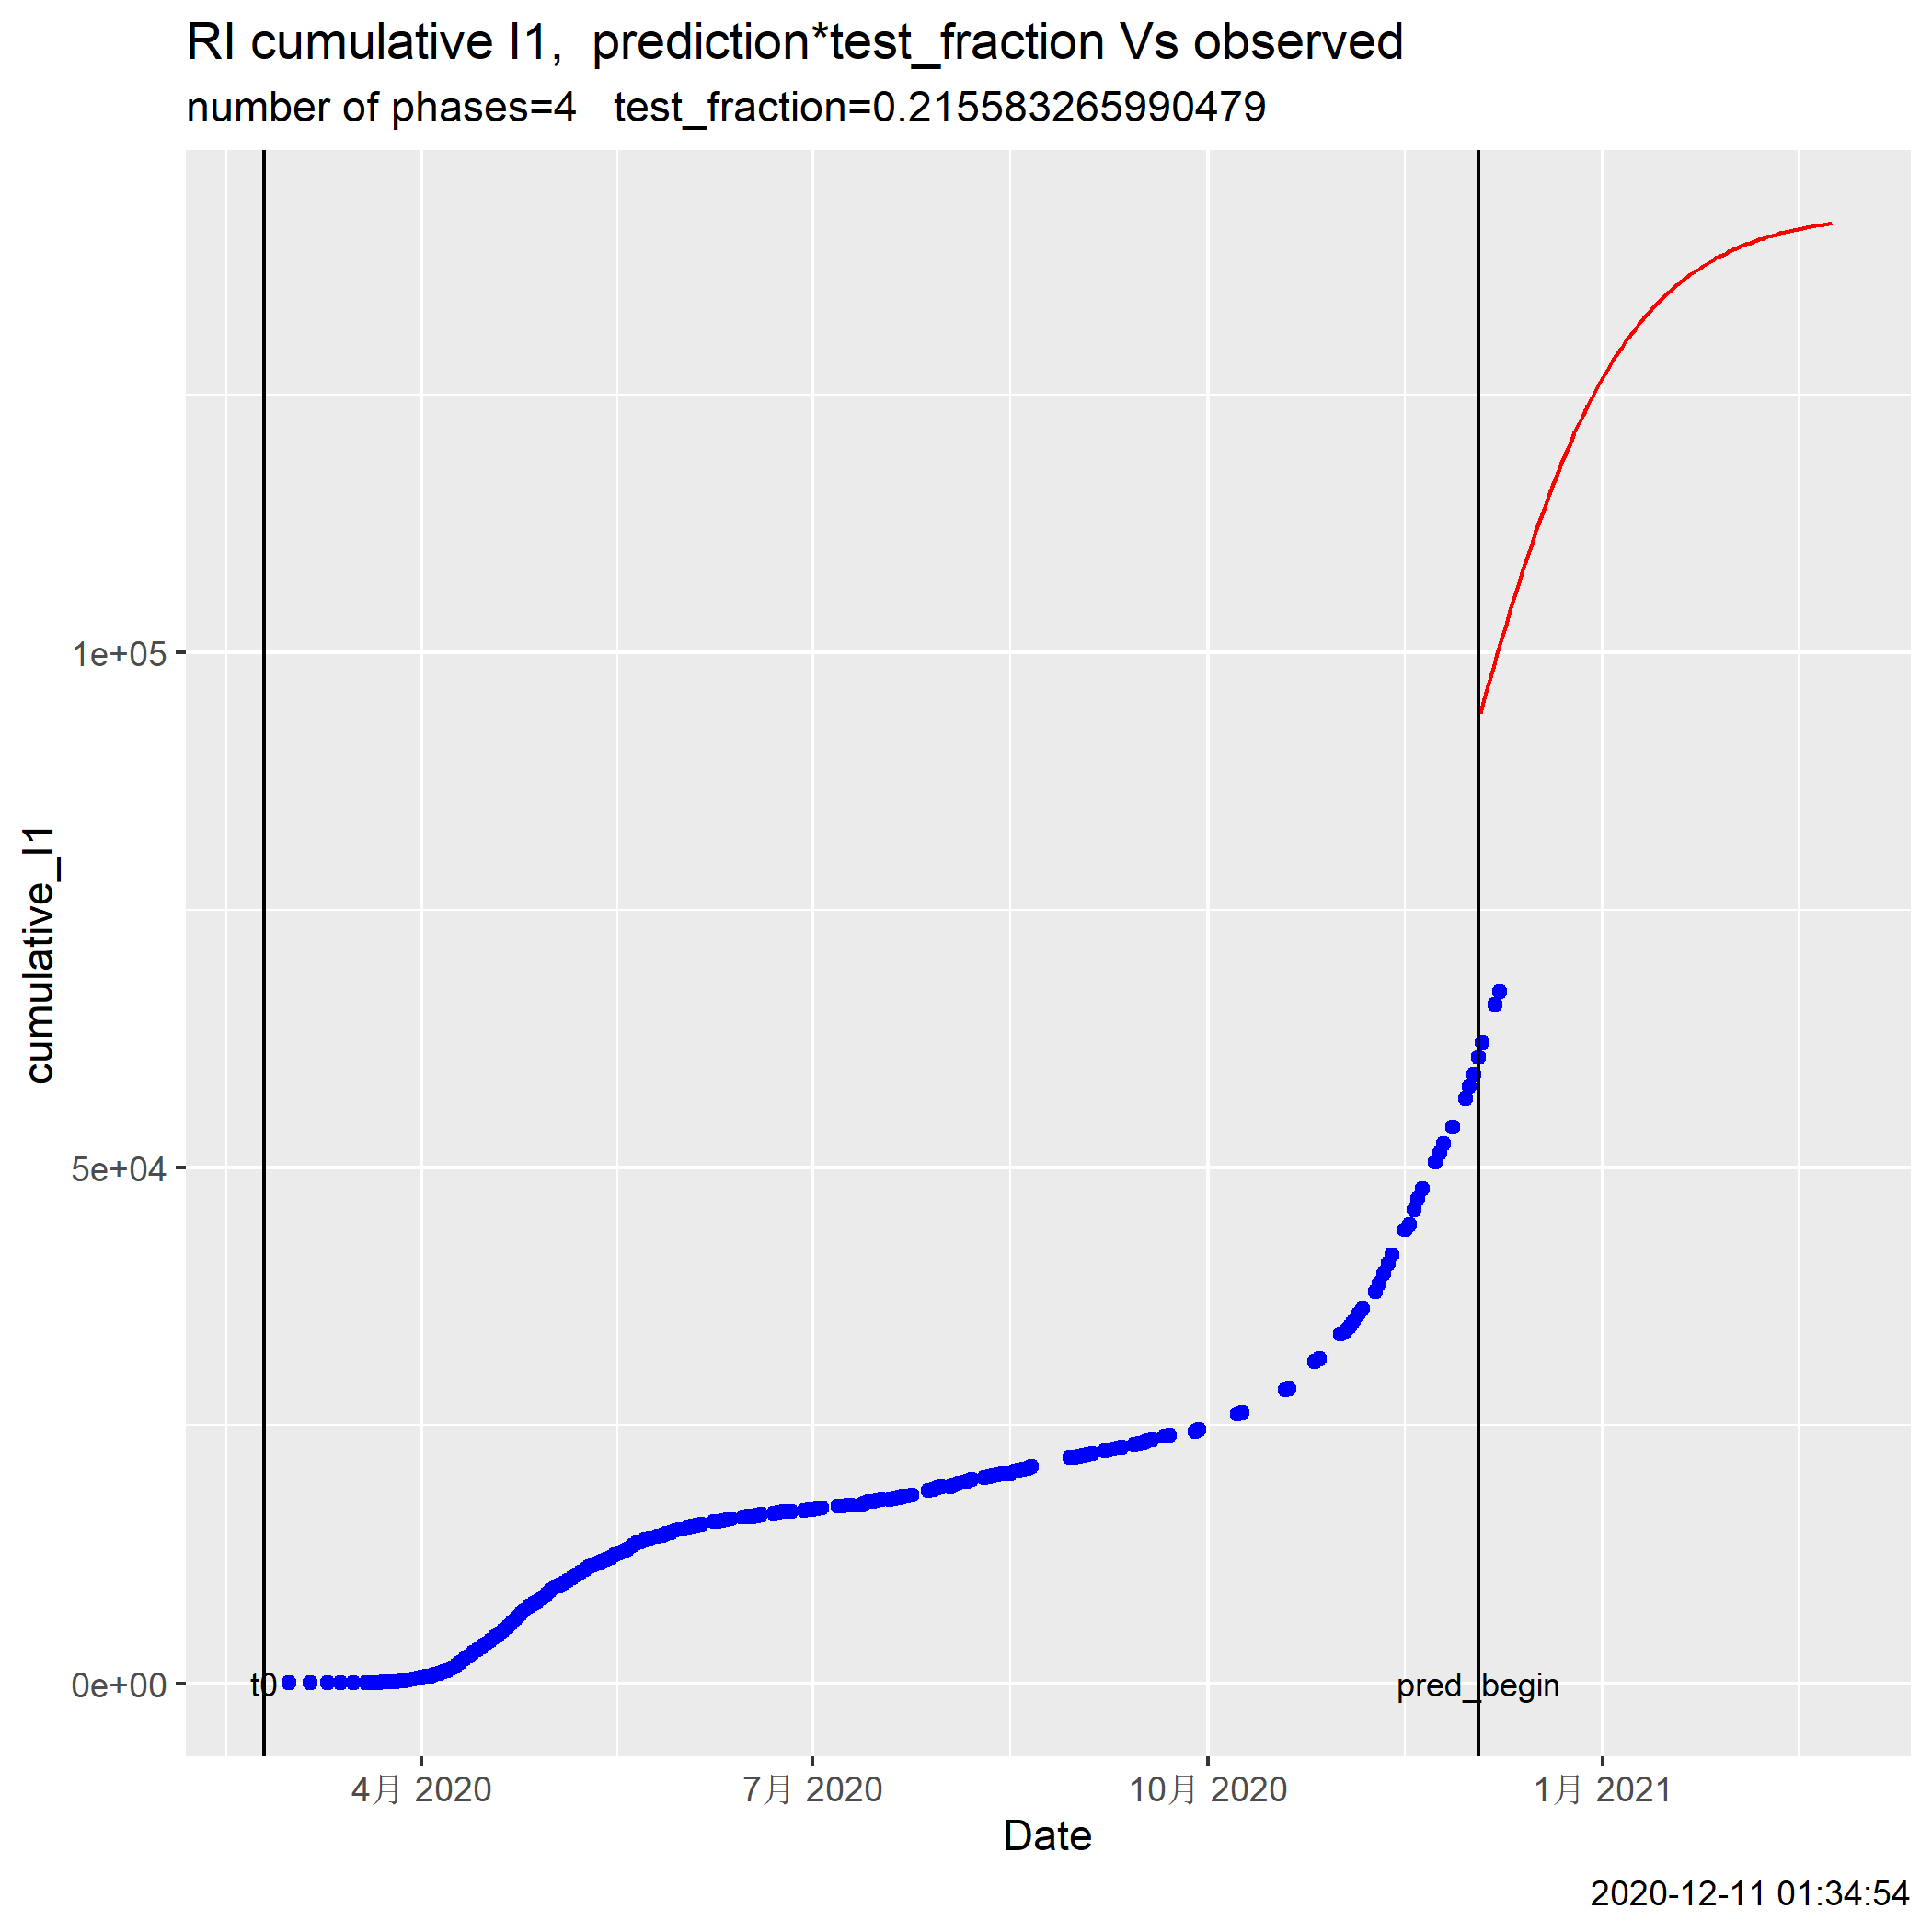 RI cumulative I1,  prediction*test_fraction Vs observed
number of phases=4   test_fraction=0.215583265990479
cumulative_I1
1e+05
5e+04
0e+00
t0
pred_begin
4月 2020
7月 2020
10月 2020
1月 2021
Date
2020-12-11 01:34:54